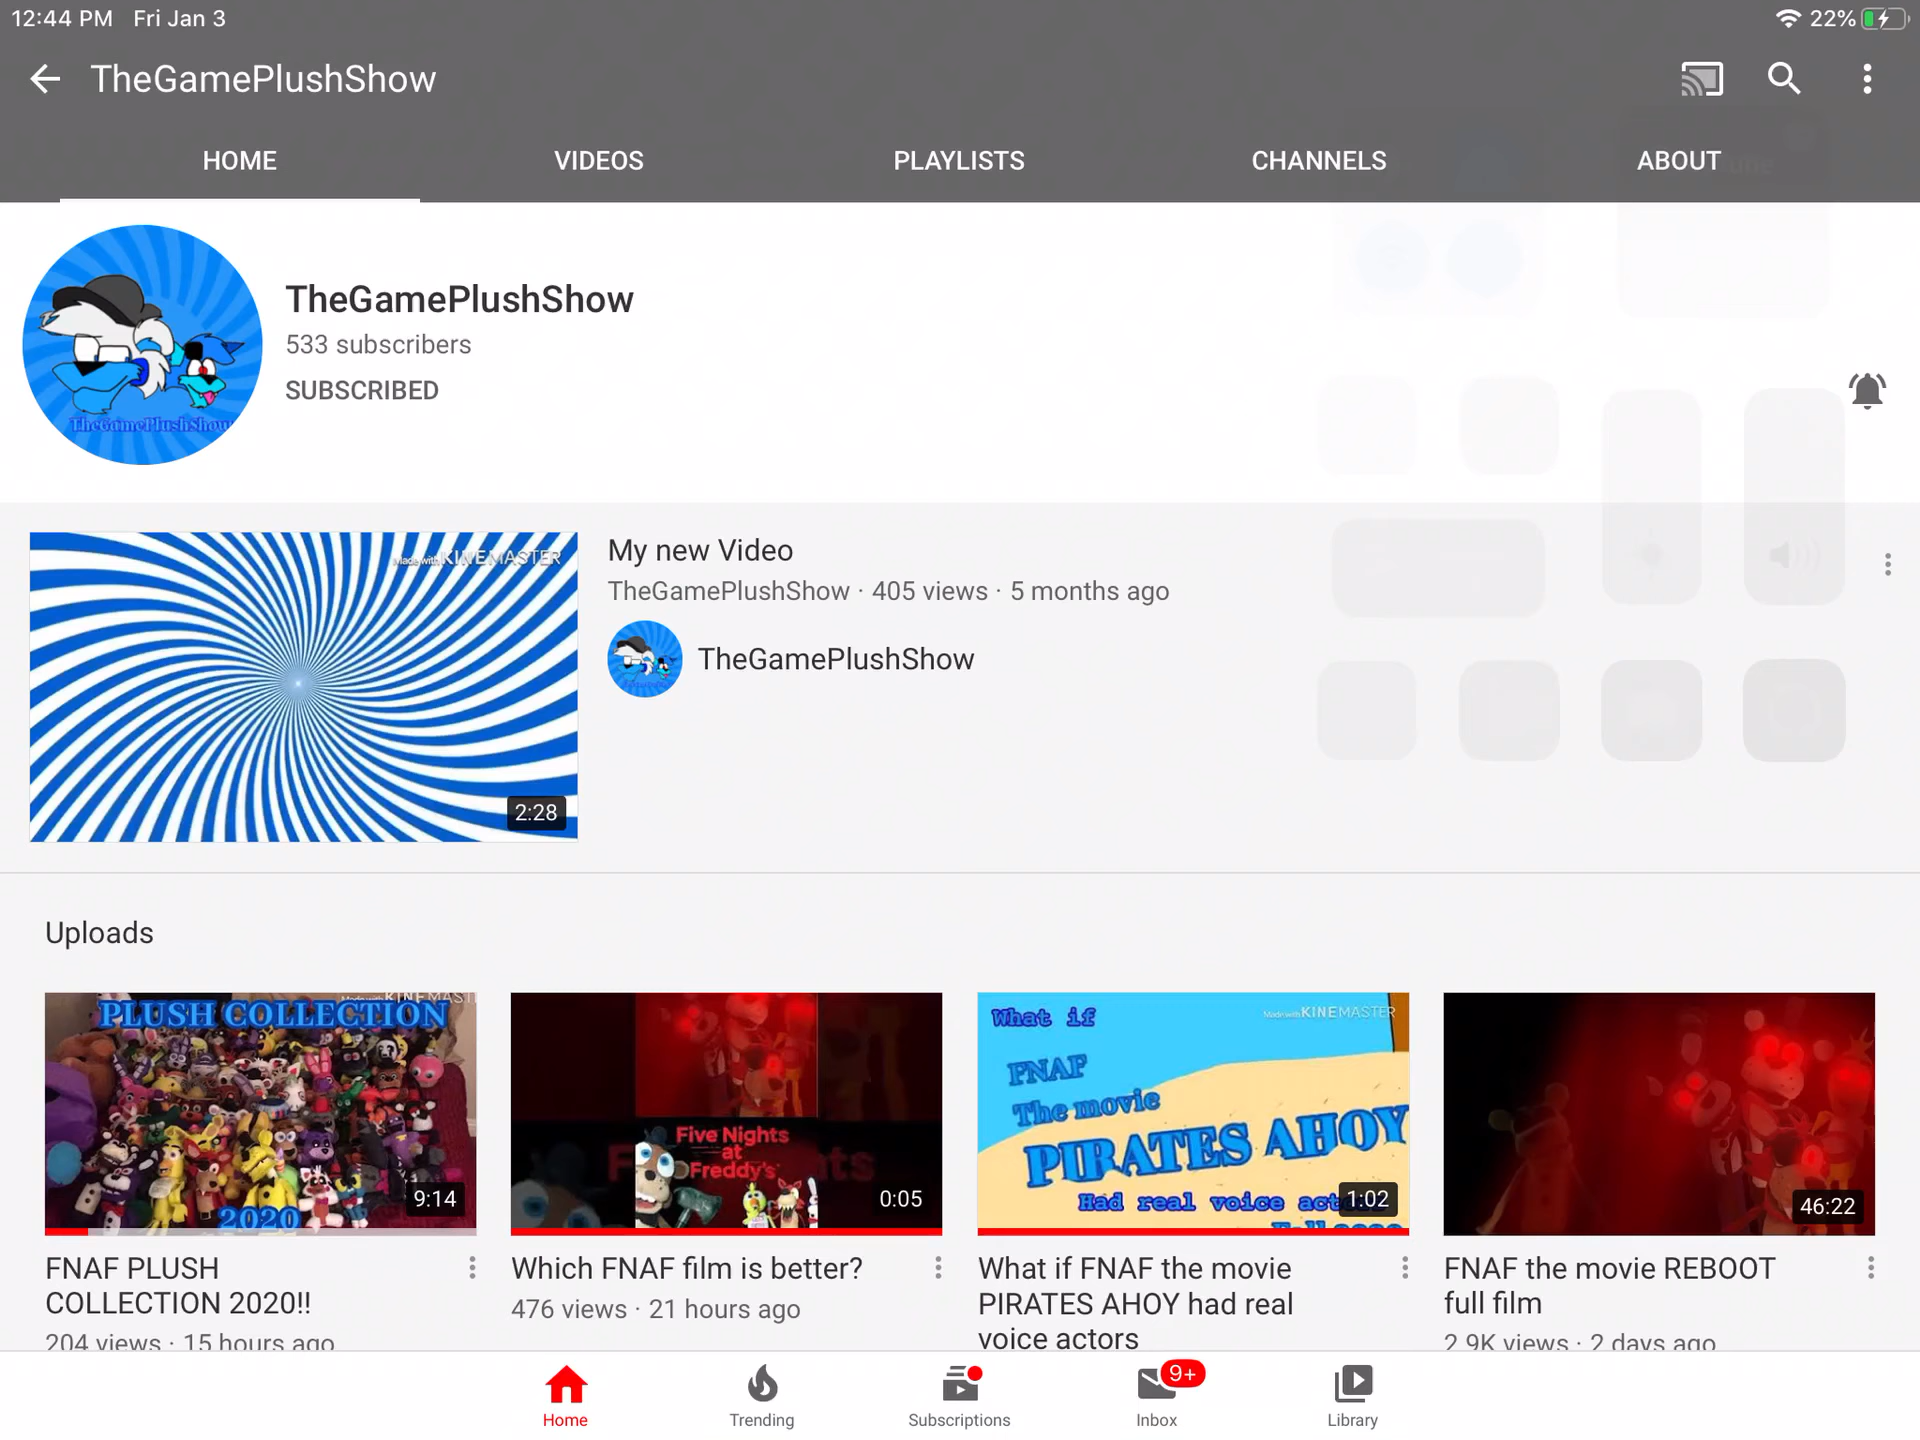 12:44 PM Fri Jan 3
22%
TheGamePlushShow
HOME
VIDEOS
PLAYLISTS
CHANNELS
ABOUT
TheGamePlushShow
TheGamePlushShow
533 subscribers
SUBSCRIBED
Made with KINEMASTER
2:28
My new Video
TheGamePlushShow · 405 views · 5 months ago
TheGamePlushShow
Uploads
PLUSH COLLECTION
2020
9:14
Five Nights
at
Freddy's
0:05
What if
Made with KINEMASTER
FNAF
The movie
PIRATES AHOY
Had real voice
1:02
46:22
FNAF PLUSH
COLLECTION 2020!!
204 views · 15 hours ago
Which FNAF film is better?
476 views · 21 hours ago
What if FNAF the movie
PIRATES AHOY had real
voice actors
FNAF the movie REBOOT
full film
2.9K views · 2 days ago
Home
Trending
Subscriptions
9+
Inbox
Library